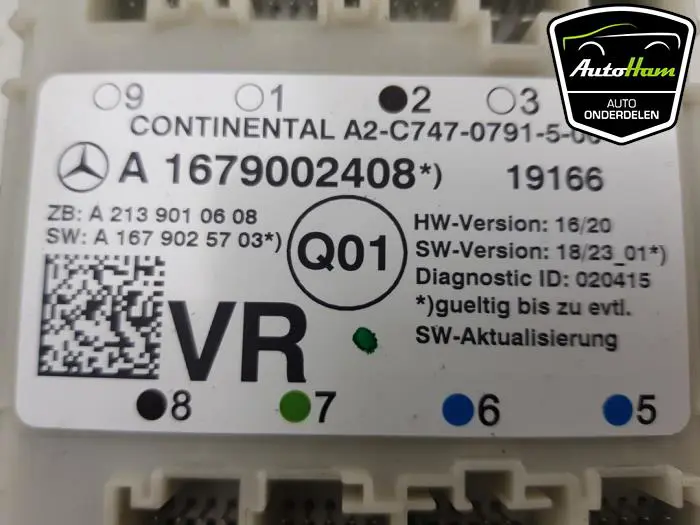 AutoHam
AUTO
ONDERDELEN
9 1 2 3
CONTINENTAL A2-C747-0791-5-
A 1679002408*) 19166
ZB: A 213 901 06 08
SW: A 167 902 57 03*)
Q01
HW-Version: 16/20
SW-Version: 18/23_01*)
Diagnostic ID: 020415
*)gueltig bis zu evtl.
SW-Aktualisierung
VR
8 7 6 5